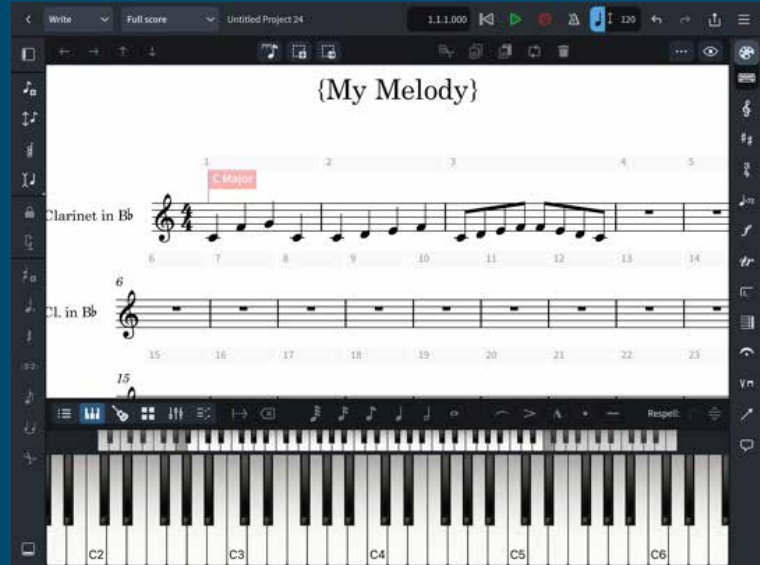 Write Full score Untitled Project 24 1.1.1.000 120
{My Melody}
1 2 3 4 5
C Major
Clarinet in B♭
6 7 8 9 10 11 12 13 14
6
Cl. in B♭
15 16 17 18 19 20 21 22 23
15
Respell:
C2 C3 C4 C5 C6